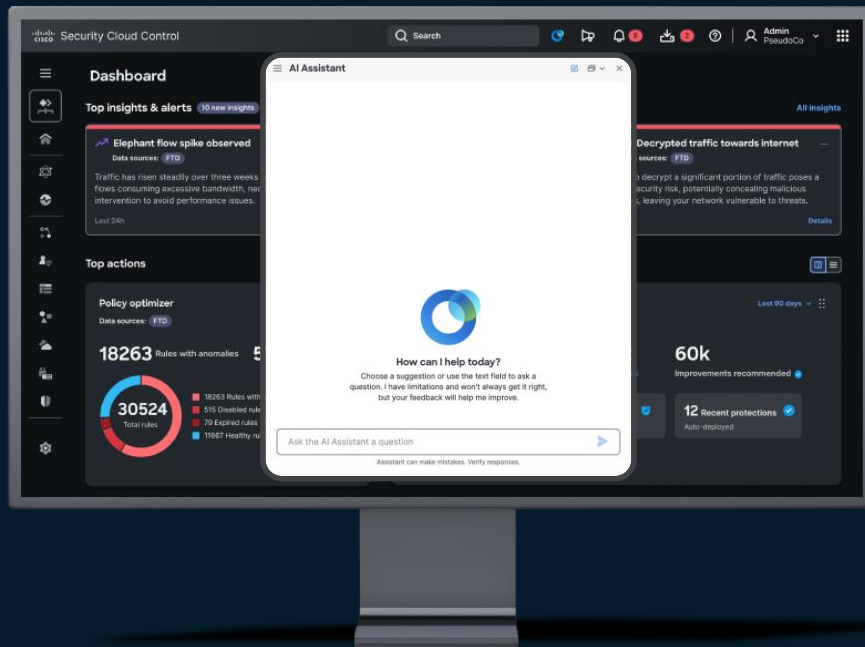 CISCO Security Cloud Control
Search
8
2
Admin
PseudoCo
Dashboard
Top insights & alerts 10 new insights
All insights
Elephant flow spike observed
Data sources: FTD
Traffic has risen steadily over three weeks
flows consuming excessive bandwidth,
intervention to avoid performance issues.
Last 24h
Decrypted traffic towards internet
sources: FTD
decrypt a significant portion of traffic poses a
security risk, potentially concealing malicious
, leaving your network vulnerable to threats.
Details
Top actions
Policy optimizer
Data sources: FTD
18263 Rules with anomalies
30524
Total rules
18263 Rules with
515 Disabled
79 Expired rules
11667 Healthy
Last 90 days
60k
Improvements recommended
12 Recent protections
Auto-deployed
AI Assistant
How can I help today?
Choose a suggestion or use the text field to ask a
question. I have limitations and won't always get it right,
but your feedback will help me improve.
Ask the AI Assistant a question
Assistant can make mistakes. Verify responses.